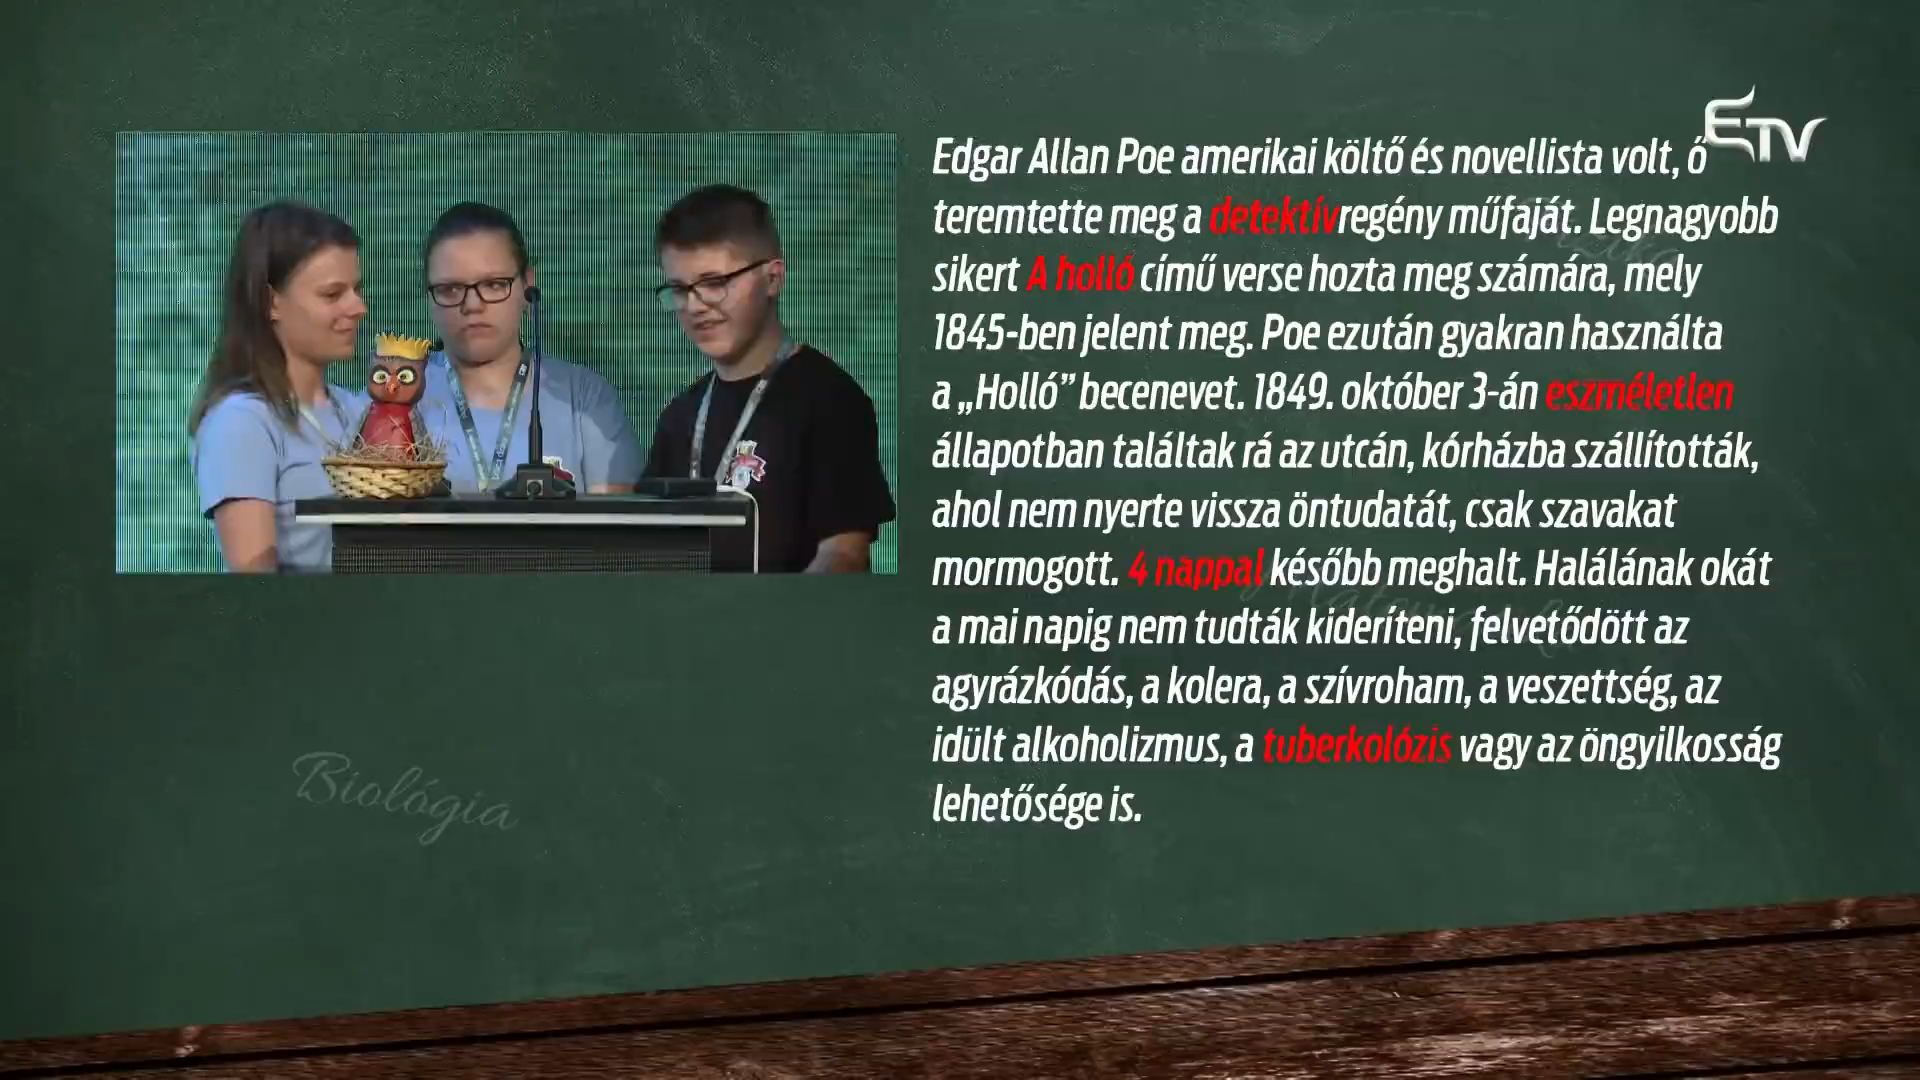 ETV
Edgar Allan Poe amerikai költő és novellista volt, ő
teremtette meg a detektívregény műfaját. Legnagyobb
sikert A holló című verse hozta meg számára, mely
1845-ben jelent meg. Poe ezután gyakran használta
a „Holló” becenevet. 1849. október 3-án eszméletlen
állapotban találtak rá az utcán, kórházba szállították,
ahol nem nyerte vissza öntudatát, csak szavakat
mormogott. 4 nappal később meghalt. Halálának okát
a mai napig nem tudták kideríteni, felvetődött az
agyrázkódás, a kolera, a szívroham, a veszettség, az
idült alkoholizmus, a tuberkolózis vagy az öngyilkosság
lehetősége is.
Biológia